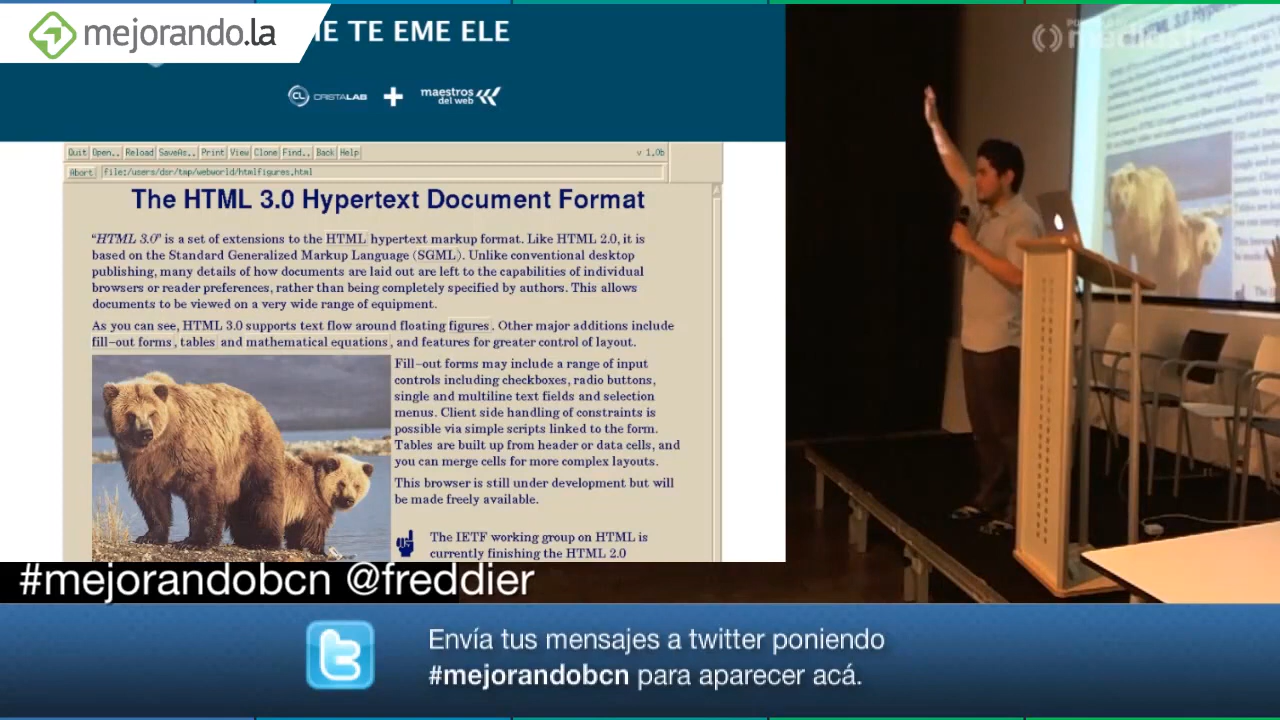 mejorando.la
ME TE EME ELE
CRISTALAB
maestros
del web
Quit Open.. Reload SaveAs.. Print View Clone Find.. Back Help
v 1.0b
Abort file:/users/dsr/tmp/webworld/htmlfigures.html
The HTML 3.0 Hypertext Document Format
"HTML 3.0" is a set of extensions to the HTML hypertext markup format. Like HTML 2.0, it is
based on the Standard Generalized Markup Language (SGML). Unlike conventional desktop
publishing, many details of how documents are laid out are left to the capabilities of individual
browsers or reader preferences, rather than being completely specified by authors. This allows
documents to be viewed on a very wide range of equipment.
As you can see, HTML 3.0 supports text flow around floating figures. Other major additions include
fill-out forms, tables and mathematical equations, and features for greater control of layout.
Fill-out forms may include a range of input
controls including checkboxes, radio buttons,
single and multiline text fields and selection
menus. Client side handling of constraints is
possible via simple scripts linked to the form.
Tables are built up from header or data cells, and
you can merge cells for more complex layouts.
This browser is still under development but will
be made freely available.
The IETF working group on HTML is
currently finishing the HTML 2.0
#mejorandobcn @freddier
Envía tus mensajes a twitter poniendo
#mejorandobcn para aparecer acá.